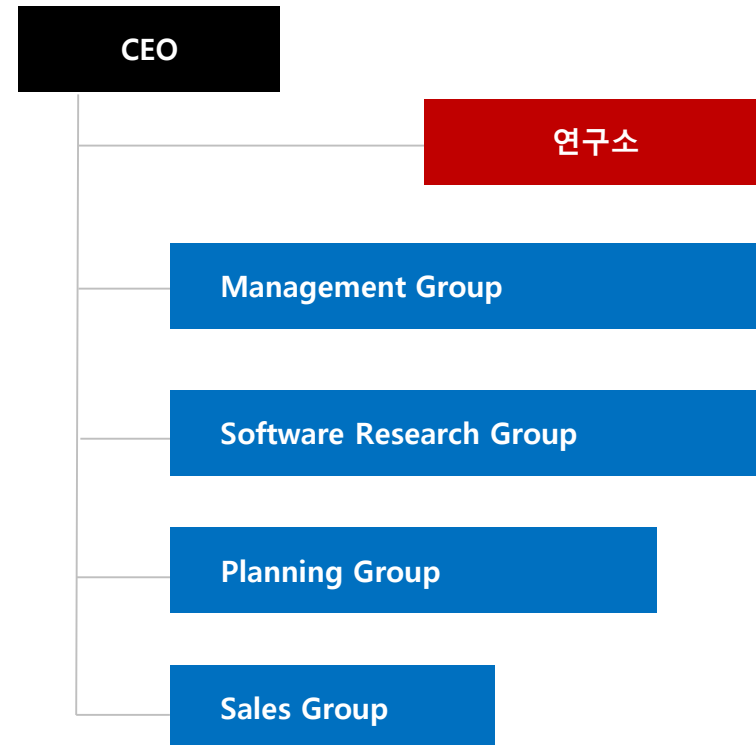 CEO
연구소
Management Group
Software Research Group
Planning Group
Sales Group